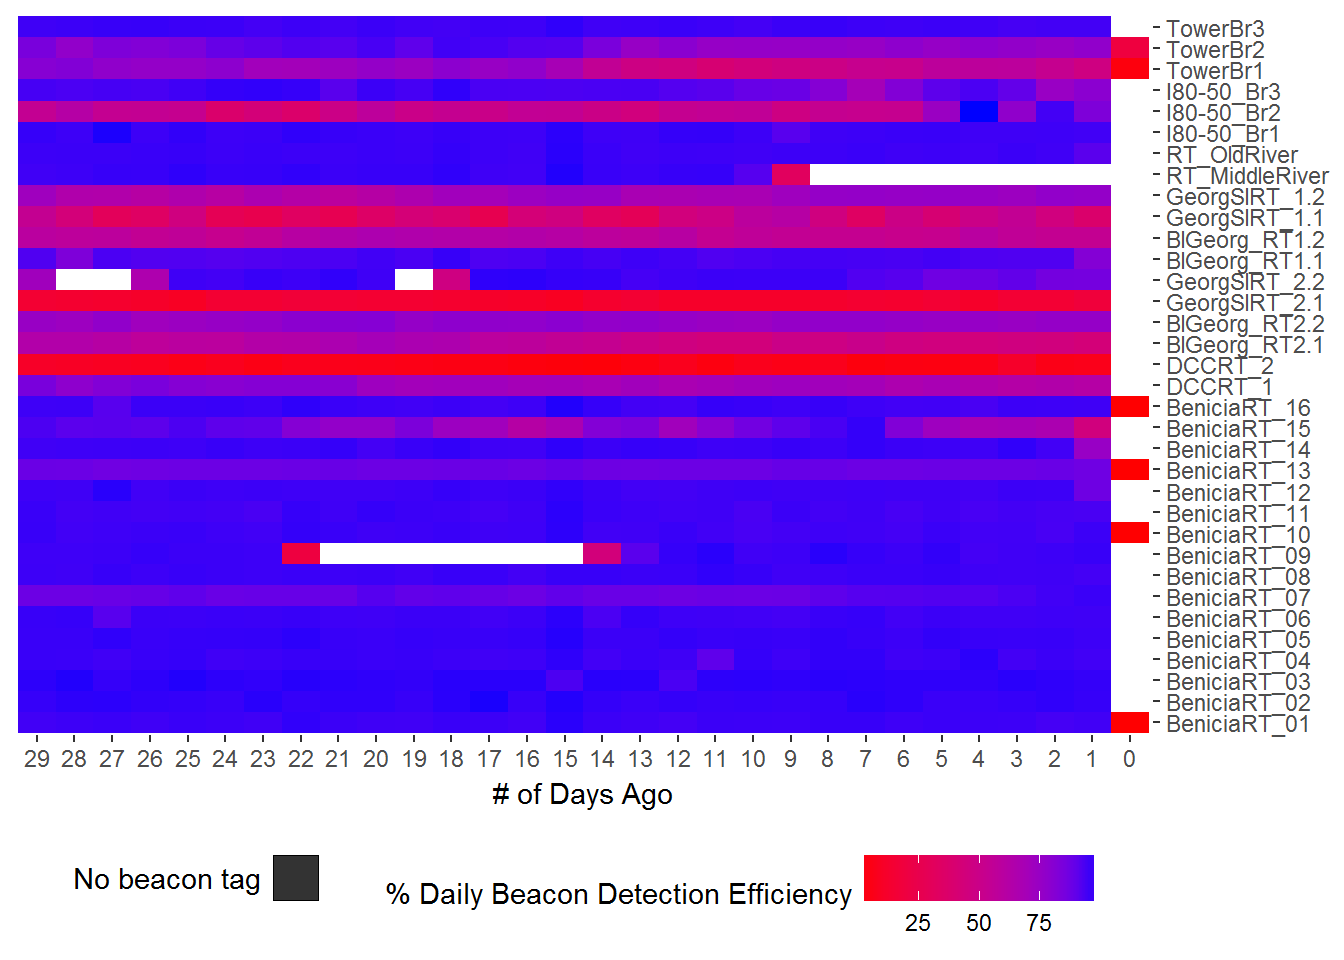 TowerBr3
TowerBr2
TowerBr1
I80-50_Br3
I80-50_Br2
I80-50_Br1
RT_OldRiver
RT_MiddleRiver
GeorgSlRT_1.2
GeorgSlRT_1.1
BlGeorg_RT1.2
BlGeorg_RT1.1
GeorgSlRT_2.2
GeorgSlRT_2.1
BlGeorg_RT2.2
BlGeorg_RT2.1
DCCRT_2
DCCRT_1
BeniciaRT_16
BeniciaRT_15
BeniciaRT_14
BeniciaRT_13
BeniciaRT_12
BeniciaRT_11
BeniciaRT_10
BeniciaRT_09
BeniciaRT_08
BeniciaRT_07
BeniciaRT_06
BeniciaRT_05
BeniciaRT_04
BeniciaRT_03
BeniciaRT_02
BeniciaRT_01
29 28 27 26 25 24 23 22 21 20 19 18 17 16 15 14 13 12 11 10 9 8 7 6 5 4 3 2 1 0
# of Days Ago
No beacon tag
% Daily Beacon Detection Efficiency
25 50 75